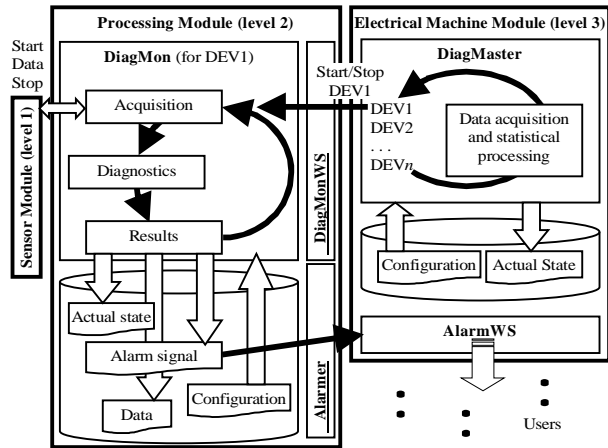 Processing Module (level 2)
Electrical Machine Module (level 3)
Start
Data
Stop
Sensor Module (level 1)
DiagMon (for DEV1)
Acquisition
Diagnostics
Results
DiagMonWS
Actual state
Alarm signal
Data
Configuration
Alarmer
Start/Stop
DEV1
DiagMaster
DEV1
DEV2
. . .
DEVn
Data acquisition
and statistical
processing
Configuration
Actual State
AlarmWS
Users